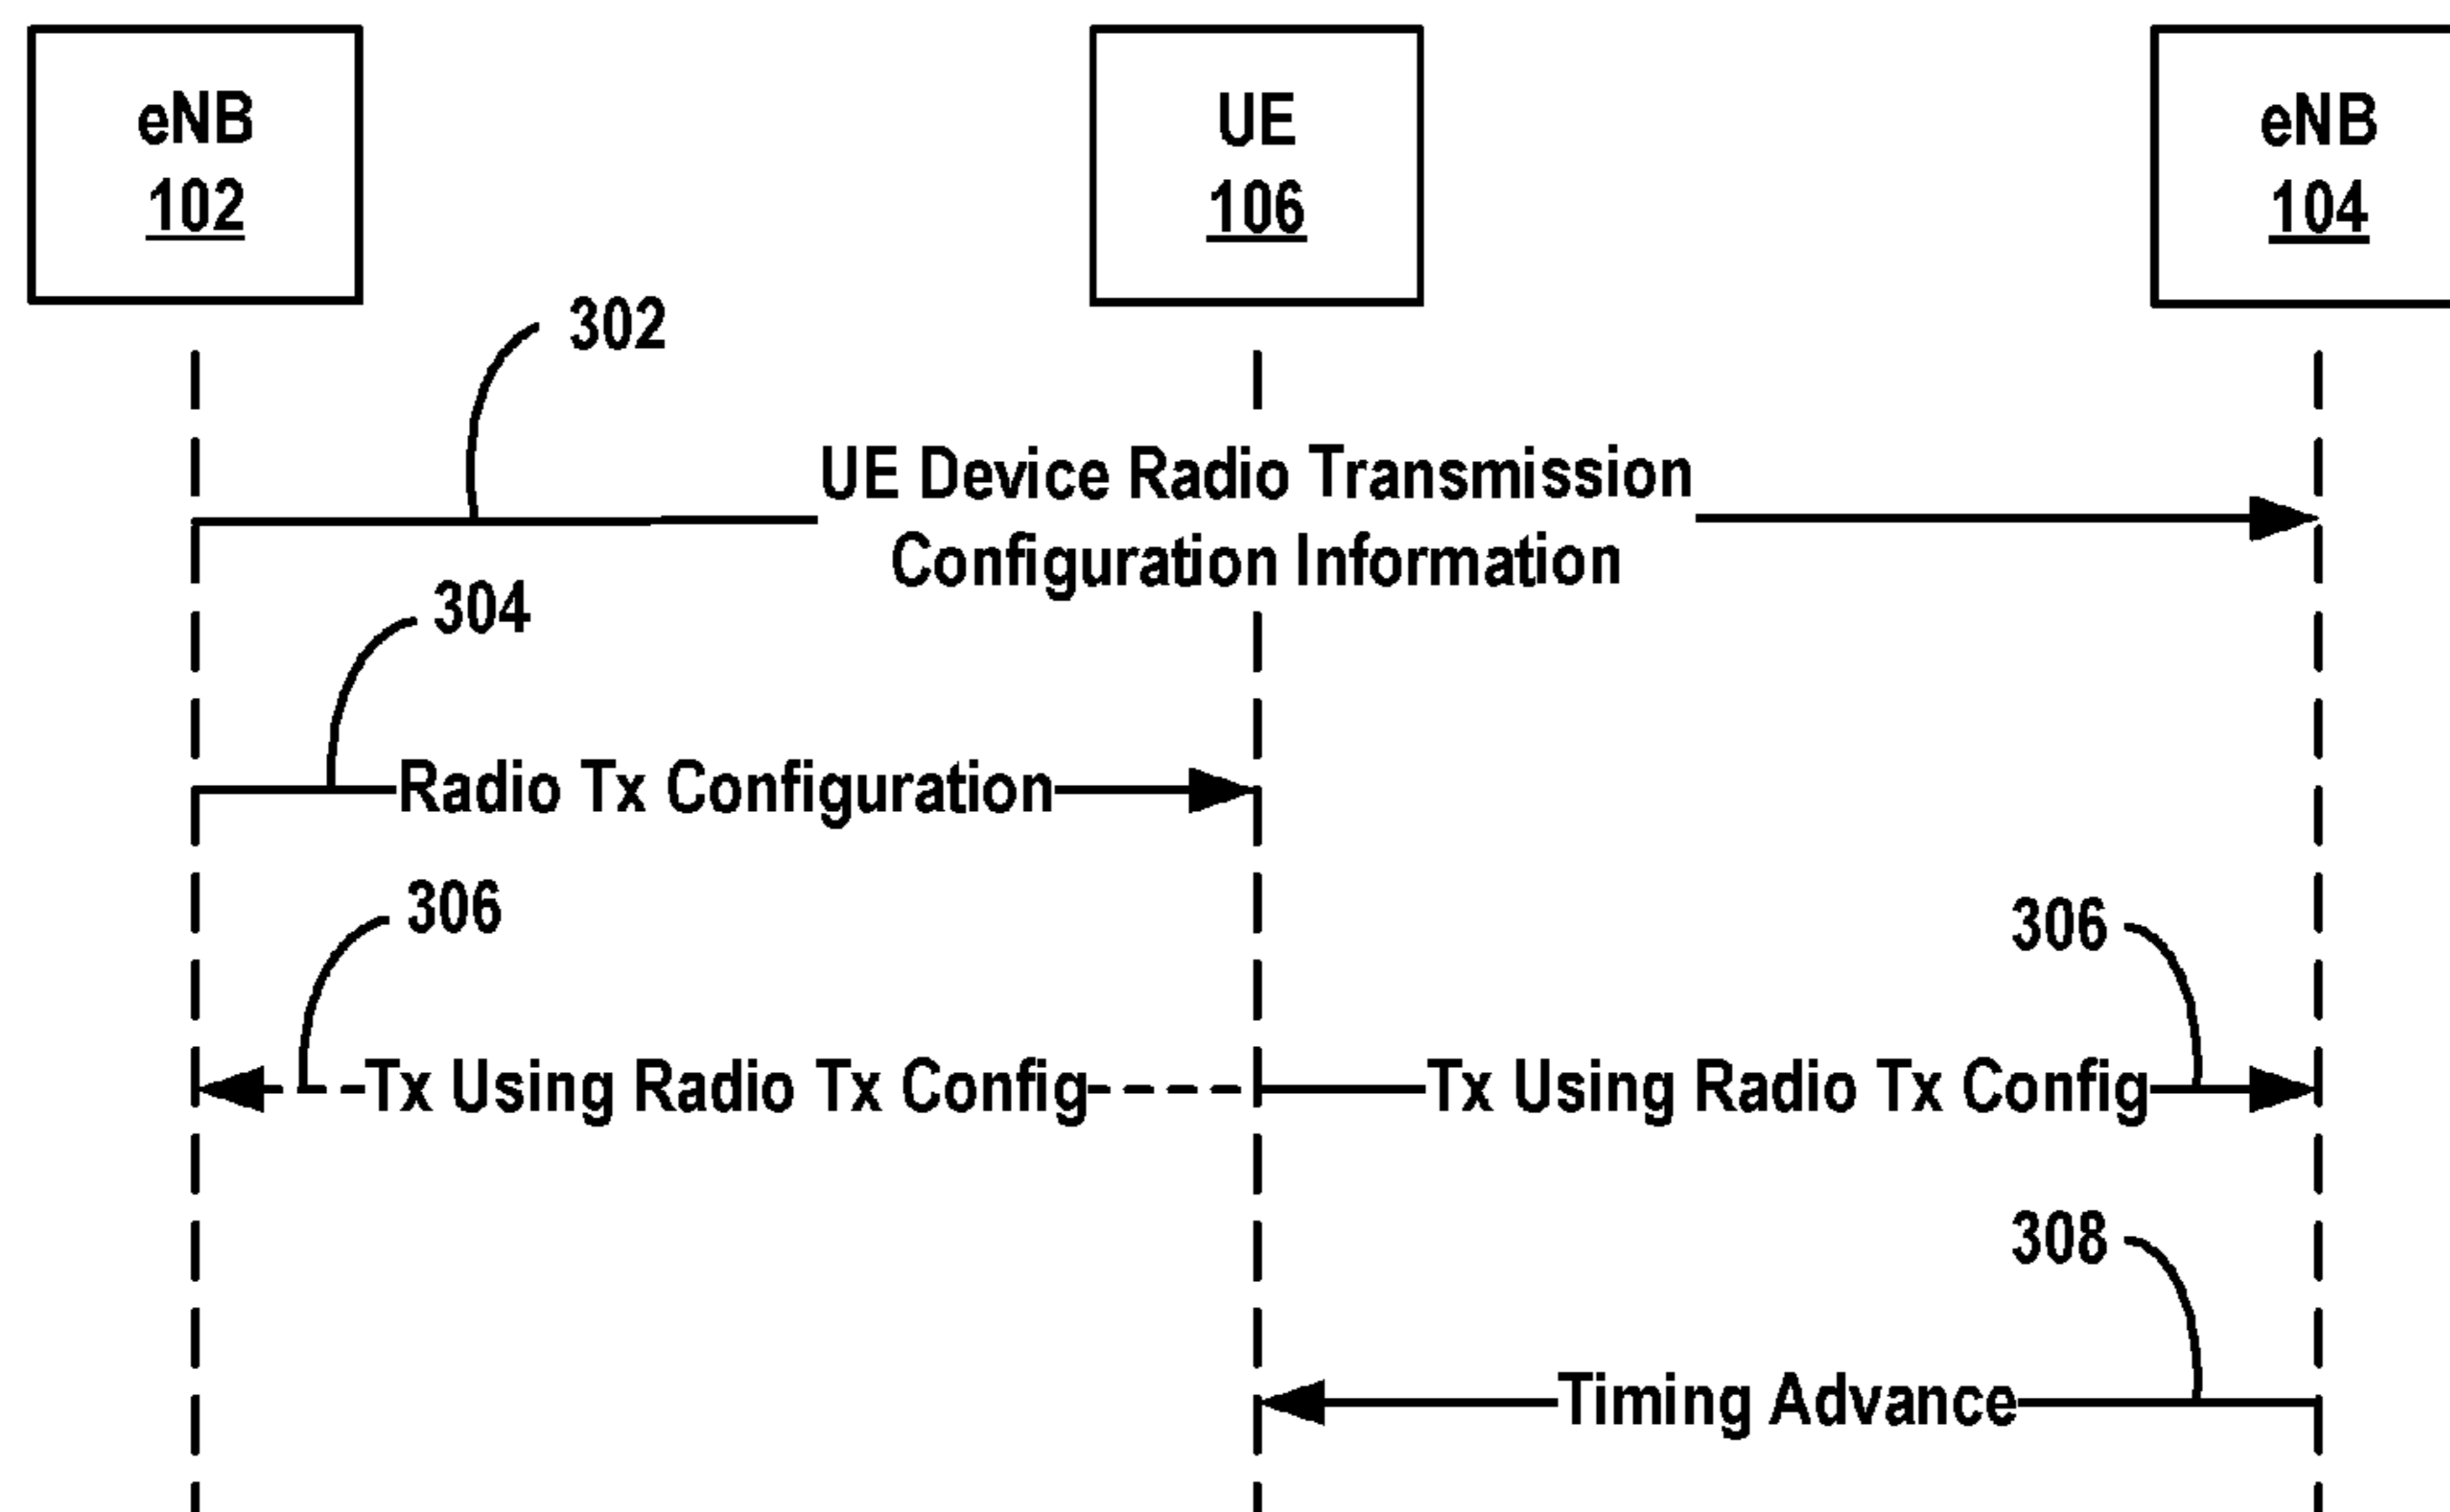 eNB
102
UE
106
eNB
104
302
UE Device Radio Transmission
Configuration Information
304
Radio Tx Configuration
306
306
Tx Using Radio Tx Config
Tx Using Radio Tx Config
308
Timing Advance